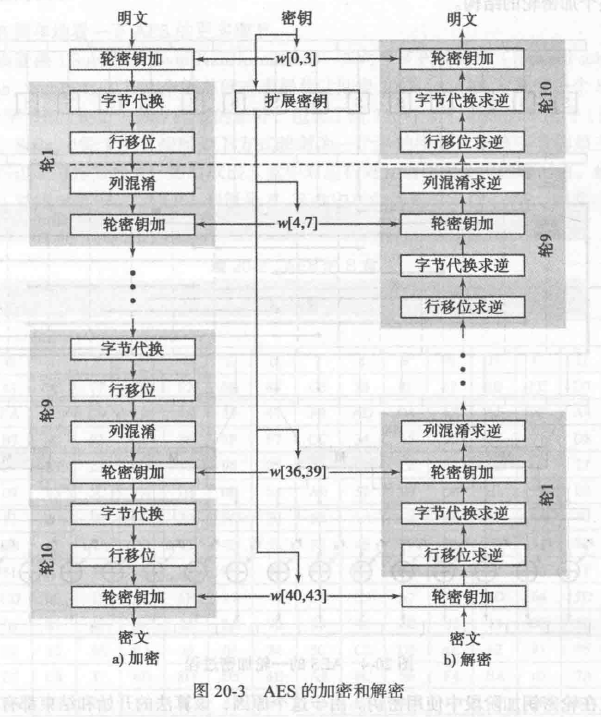 明文
密钥
明文
轮密钥加
w[0,3]
轮密钥加
轮1
字节代换
扩展密钥
字节代换求逆
轮10
行移位
行移位求逆
列混淆
列混淆求逆
轮密钥加
w[4,7]
轮密钥加
轮9
字节代换求逆
行移位求逆
轮9
字节代换
行移位
列混淆
列混淆求逆
轮密钥加
w[36,39]
轮密钥加
轮1
轮10
字节代换
字节代换求逆
行移位
行移位求逆
轮密钥加
w[40,43]
轮密钥加
密文
密文
a) 加密
b) 解密
图 20-3 AES 的加密和解密